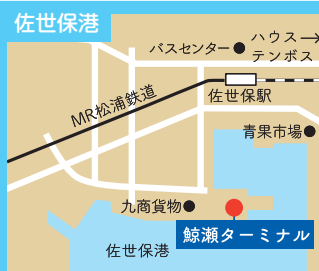 佐世保港
バスセンター
ハウス
テンボス
MR松浦鉄道
佐世保駅
青果市場
九商貨物
鯨瀬ターミナル
佐世保港